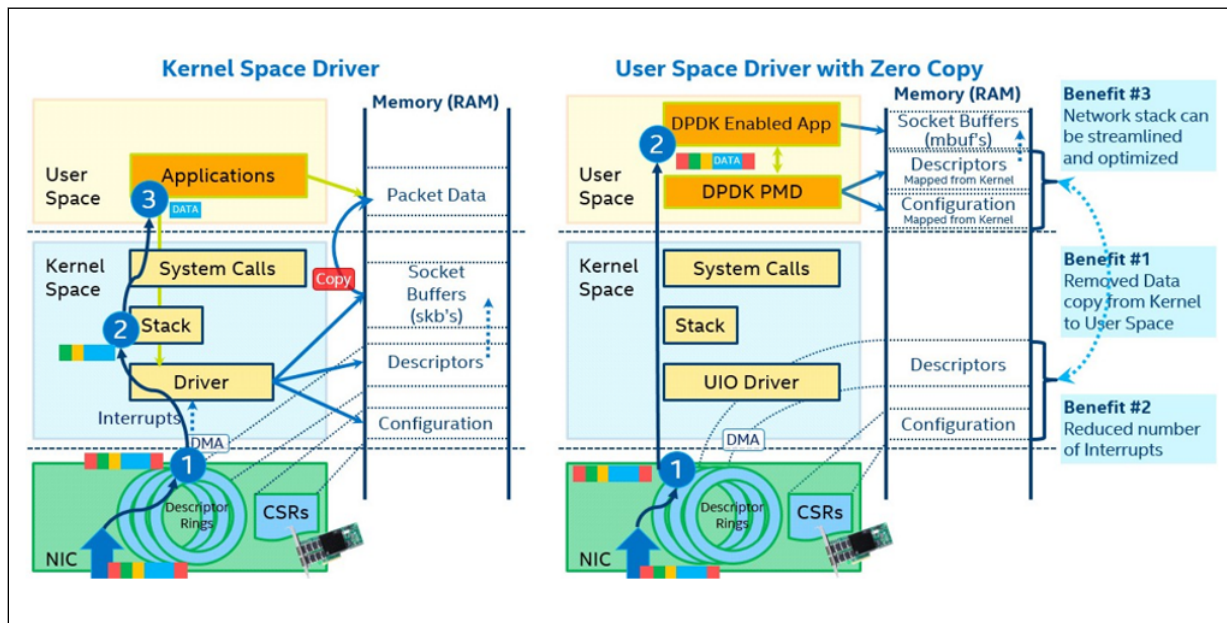 Kernel Space Driver
Memory (RAM)
User
Space
Applications
3
DATA
Packet Data
Kernel
Space
System Calls
Copy
Socket
Buffers
(skb's)
2
Stack
Driver
Descriptors
Interrupts
Configuration
DMA
1
Descriptor
Rings
CSRs
NIC
User Space Driver with Zero Copy
Memory (RAM)
User
Space
2
DPDK Enabled App
DATA
DPDK PMD
Socket Buffers
(mbuf's)
Descriptors
Mapped from Kernel
Configuration
Mapped from Kernel
Kernel
Space
System Calls
Stack
UIO Driver
Descriptors
Configuration
DMA
1
Descriptor
Rings
CSRs
NIC
Benefit #3
Network stack can
be streamlined
and optimized
Benefit #1
Removed Data
copy from Kernel
to User Space
Benefit #2
Reduced number
of Interrupts